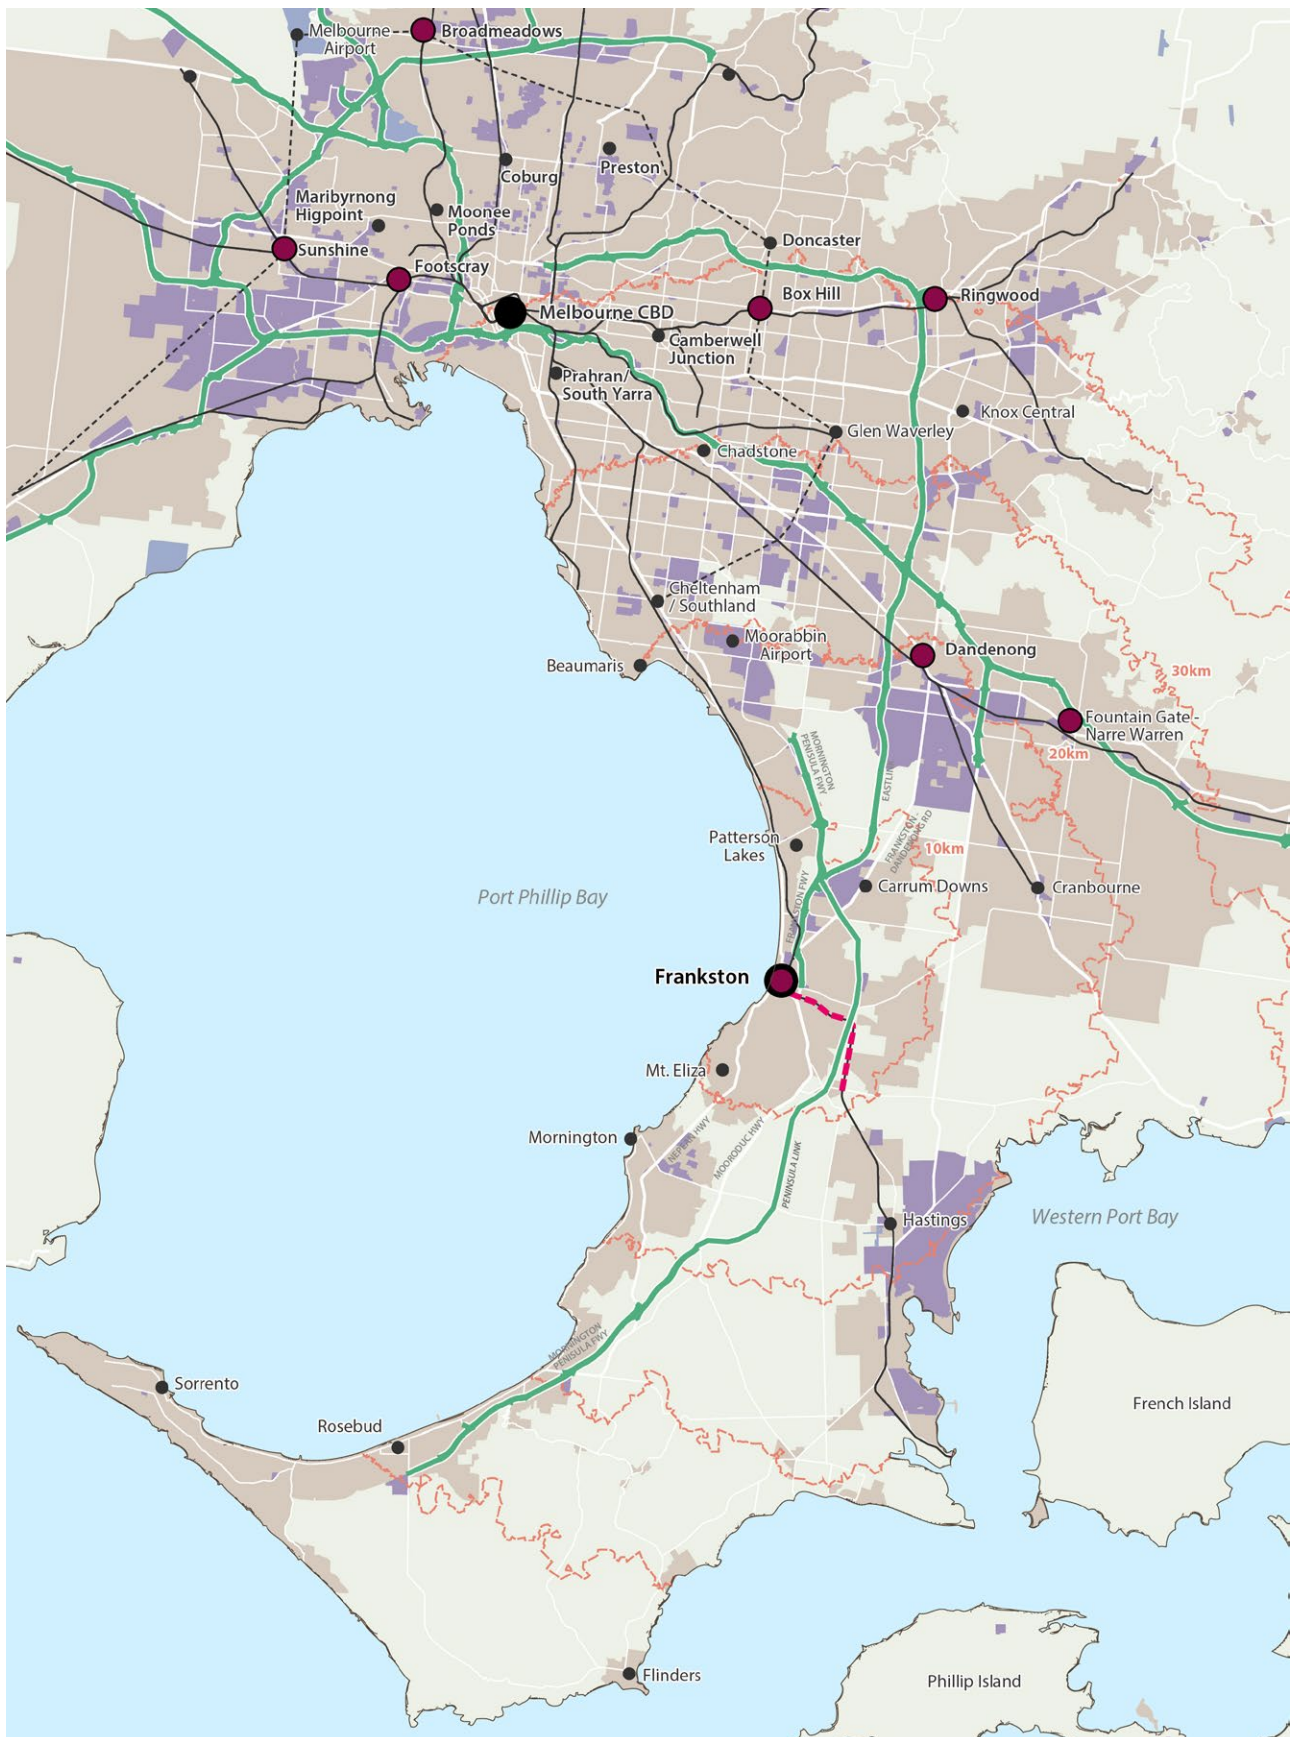 Melbourne
Airport
Broadmeadows
Coburg
Preston
Maribyrnong
Higpoint
Moonee
Ponds
Sunshine
Footscray
Doncaster
Box Hill
Ringwood
Melbourne CBD
Camberwell
Junction
Prahran/
South Yarra
Knox Central
Glen Waverley
Chadstone
Cheltenham
/ Southland
Moorabbin
Airport
Beaumaris
Dandenong
30km
Fountain Gate -
Narre Warren
20km
MORNINGTON
PENINSULA FWY
EASTLINK
FRANKSTON -
DANDENONG RD
Patterson
Lakes
10km
Carrum Downs
Cranbourne
Port Phillip Bay
FRANKSTON FWY
Frankston
Mt. Eliza
Mornington
NEPEAN HWY
MOORODUC HWY
PENINSULA LINK
Hastings
Western Port Bay
MORNINGTON
PENINSULA FWY
Sorrento
Rosebud
French Island
Flinders
Phillip Island